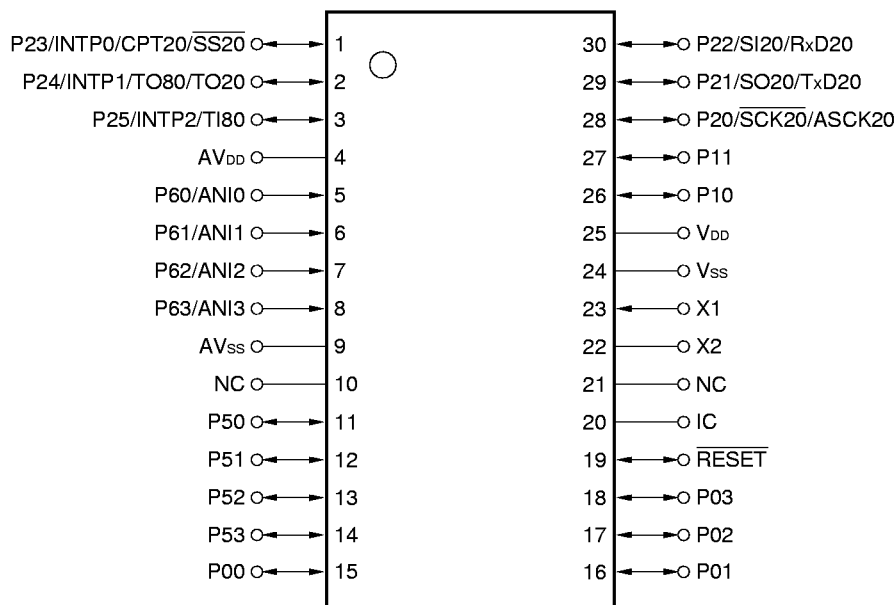 P23/INTP0/CPT20/SS20 1 30 P22/SI20/RxD20
P24/INTP1/TO80/TO20 2 29 P21/SO20/TxD20
P25/INTP2/TI80 3 28 P20/SCK20/ASCK20
AVDD 4 27 P11
P60/ANI0 5 26 P10
P61/ANI1 6 25 VDD
P62/ANI2 7 24 VSS
P63/ANI3 8 23 X1
AVSS 9 22 X2
NC 10 21 NC
P50 11 20 IC
P51 12 19 RESET
P52 13 18 P03
P53 14 17 P02
P00 15 16 P01